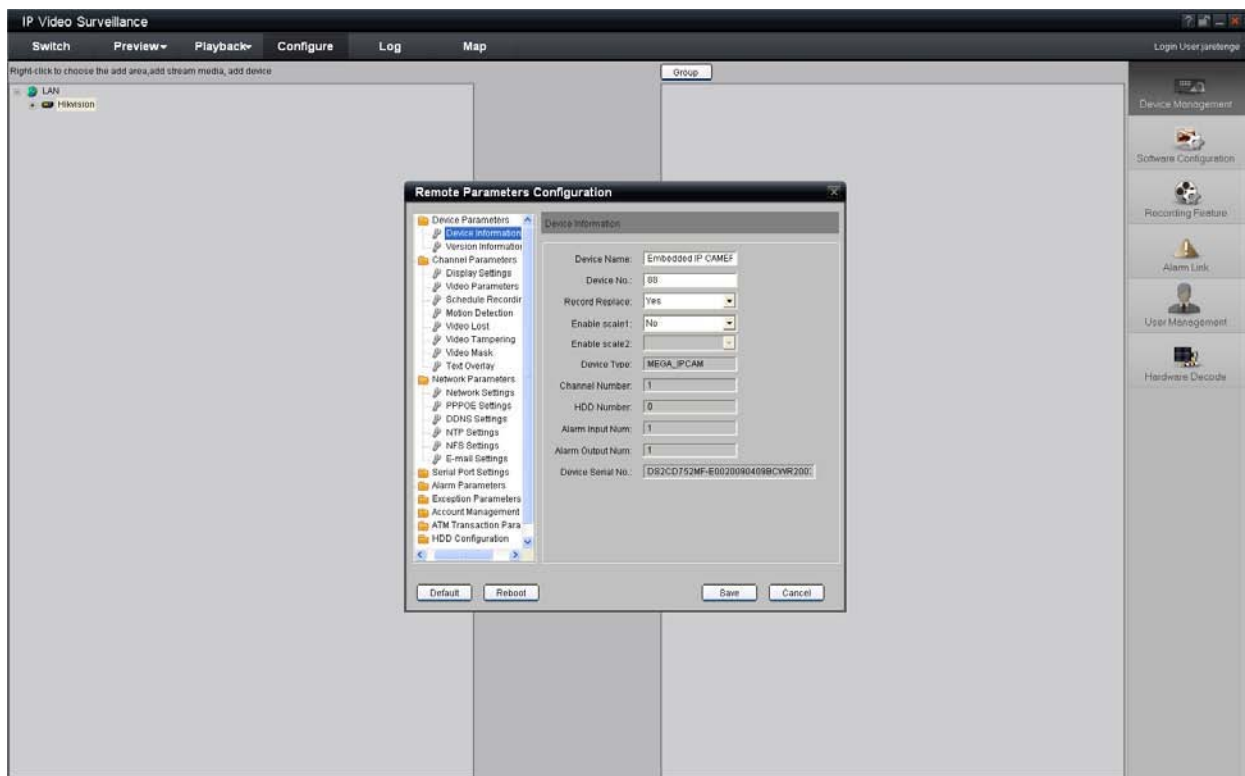 IP Video Surveillance
Switch Preview Playback Configure Log Map
Login User:jaretenge
Right-click to choose the add area,add stream media, add device
Group
LAN
Hikvision
Device Management
Software Configuration
Recording Feature
Alarm Link
User Management
Hardware Decode
Remote Parameters Configuration
Device Parameters
Device Information
Version Informatior
Channel Parameters
Display Settings
Video Parameters
Schedule Recordir
Motion Detection
Video Lost
Video Tampering
Video Mask
Text Overlay
Network Parameters
Network Settings
PPPOE Settings
DDNS Settings
NTP Settings
NFS Settings
E-mail Settings
Serial Port Settings
Alarm Parameters
Exception Parameters
Account Management
ATM Transaction Para
HDD Configuration
Device Information
Device Name: Embedded IP CAMEF
Device No.: 88
Record Replace: Yes
Enable scale1: No
Enable scale2:
Device Type: MEGA_IPCAM
Channel Number: 1
HDD Number: 0
Alarm Input Num: 1
Alarm Output Num: 1
Device Serial No.:
Default Reboot Save Cancel